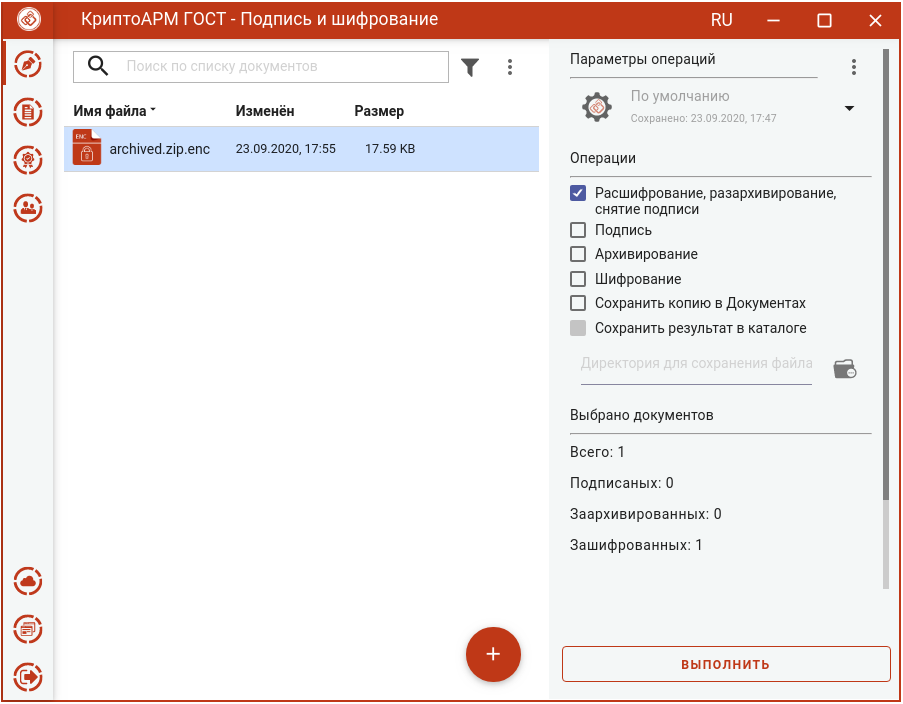 КриптоАРМ ГОСТ - Подпись и шифрование
RU
Поиск по списку документов
Имя файла Изменён Размер
ENC
archived.zip.enc 23.09.2020, 17:55 17.59 KB
Параметры операций
По умолчанию
Сохранено: 23.09.2020, 17:47
Операции
Расшифрование, разархивирование,
снятие подписи
Подпись
Архивирование
Шифрование
Сохранить копию в Документах
Сохранить результат в каталоге
Директория для сохранения файла
Выбрано документов
Всего: 1
Подписаных: 0
Заархивированных: 0
Зашифрованных: 1
ВЫПОЛНИТЬ